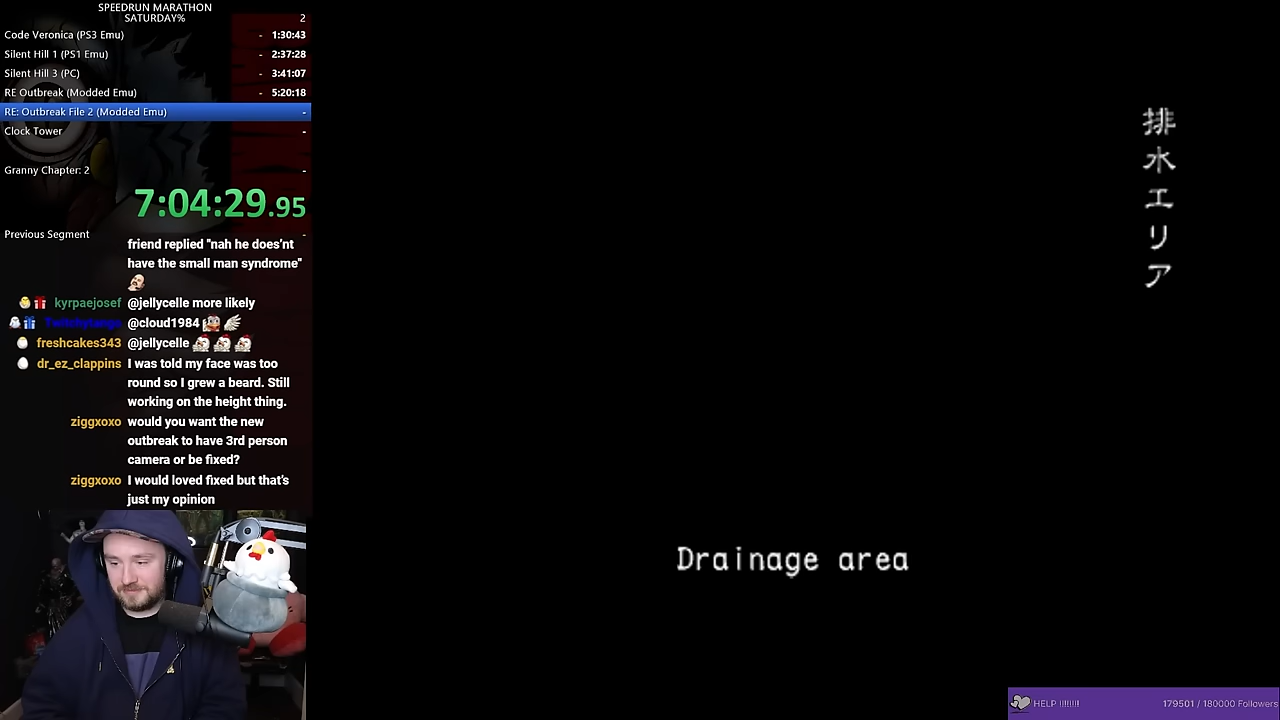 SPEEDRUN MARATHON
SATURDAY%
2
Code Veronica (PS3 Emu) - 1:30:43
Silent Hill 1 (PS1 Emu) - 2:37:28
Silent Hill 3 (PC) - 3:41:07
RE Outbreak (Modded Emu) - 5:20:18
RE: Outbreak File 2 (Modded Emu) -
Clock Tower -
Granny Chapter: 2 -
7:04:29.95
Previous Segment -
friend replied "nah he does'nt
have the small man syndrome"
kyrpaejosef @jellycelle more likely
Twitchytango @cloud1984
freshcakes343 @jellycelle
dr_ez_clappins I was told my face was too
round so I grew a beard. Still
working on the height thing.
ziggxoxo would you want the new
outbreak to have 3rd person
camera or be fixed?
ziggxoxo I would loved fixed but that's
just my opinion
排水エリア
Drainage area
HELP !!!!!!! 179501 / 180000 Followers